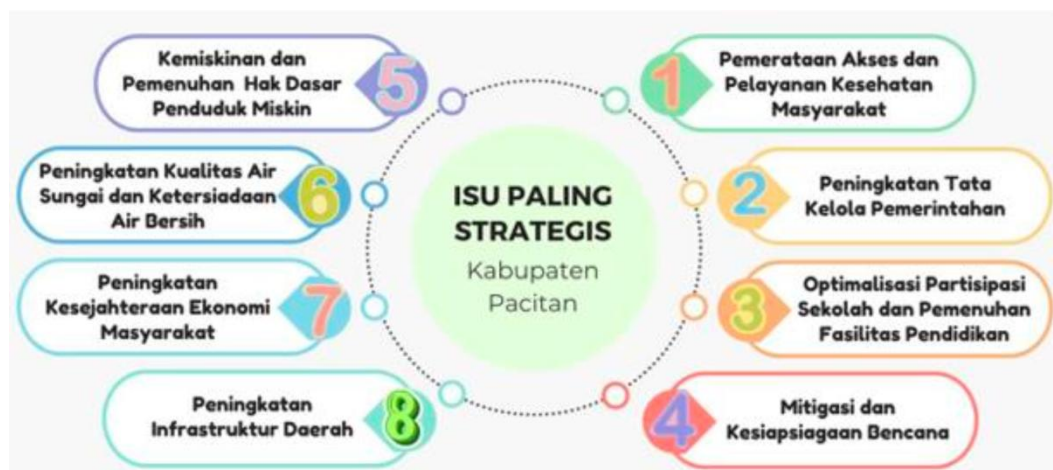 ISU PALING
STRATEGIS
Kabupaten
Pacitan
1
Pemerataan Akses dan
Pelayanan Kesehatan
Masyarakat
2
Peningkatan Tata
Kelola Pemerintahan
3
Optimalisasi Partisipasi
Sekolah dan Pemenuhan
Fasilitas Pendidikan
4
Mitigasi dan
Kesiapsiagaan Bencana
5
Kemiskinan dan
Pemenuhan Hak Dasar
Penduduk Miskin
6
Peningkatan Kualitas Air
Sungai dan Ketersiadaan
Air Bersih
7
Peningkatan
Kesejahteraan Ekonomi
Masyarakat
8
Peningkatan
Infrastruktur Daerah